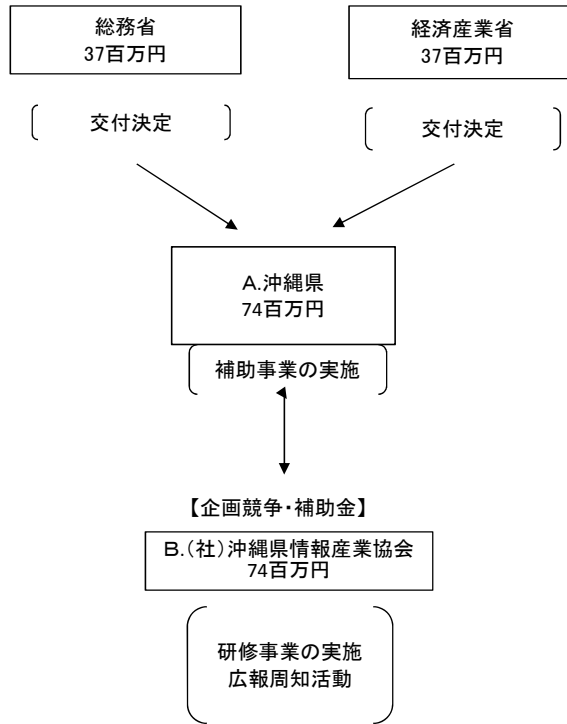 総務省
37百万円
経済産業省
37百万円
交付決定
交付決定
A.沖縄県
74百万円
補助事業の実施
【企画競争・補助金】
B.(社)沖縄県情報産業協会
74百万円
研修事業の実施
広報周知活動